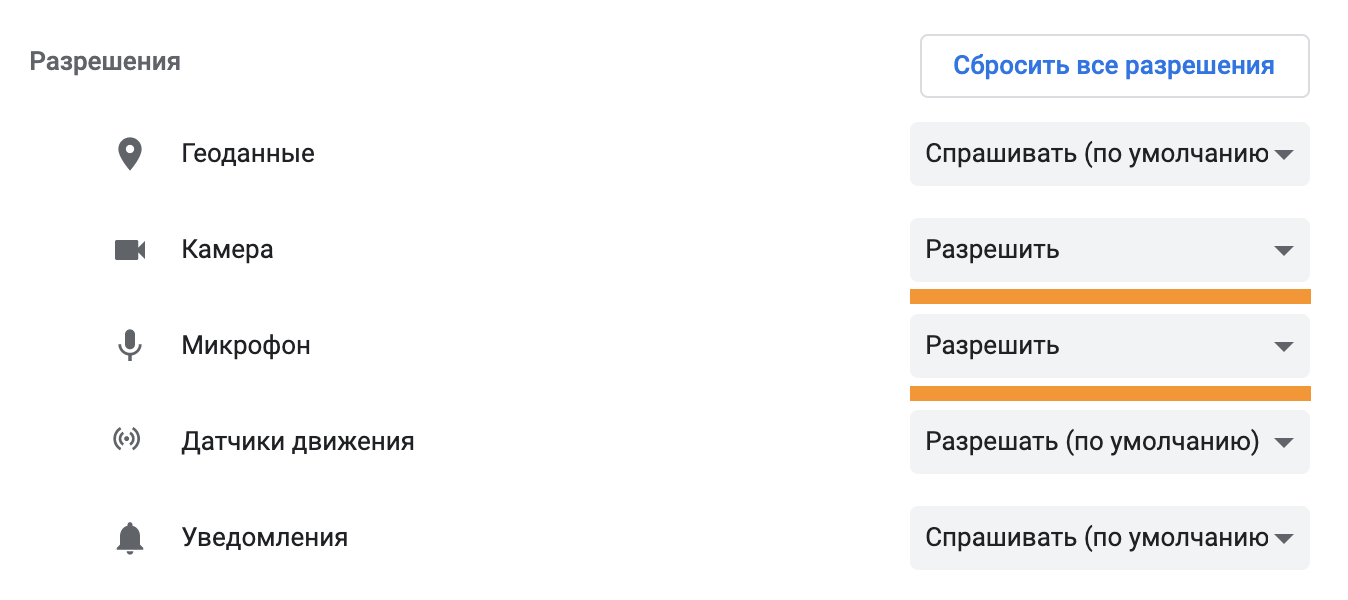 Разрешения
Сбросить все разрешения
Геоданные
Спрашивать (по умолчанию
Камера
Разрешить
Микрофон
Разрешить
Датчики движения
Разрешать (по умолчанию)
Уведомления
Спрашивать (по умолчанию